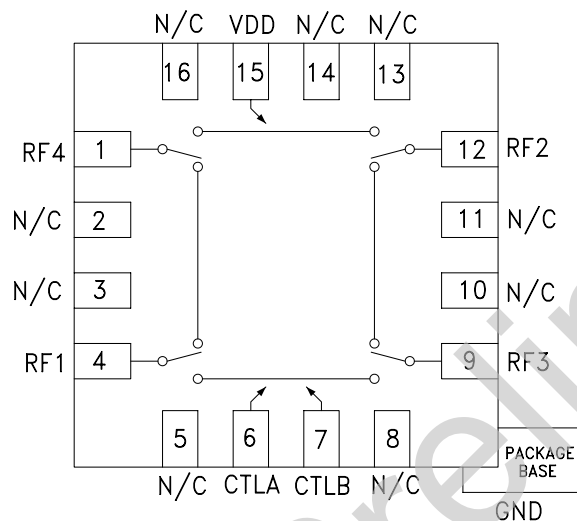 N/C VDD N/C N/C
16 15 14 13
RF4 1 12 RF2
N/C 2 11 N/C
N/C 3 10 N/C
RF1 4 9 RF3
5 6 7 8
N/C CTLA CTLB N/C
PACKAGE
BASE
GND